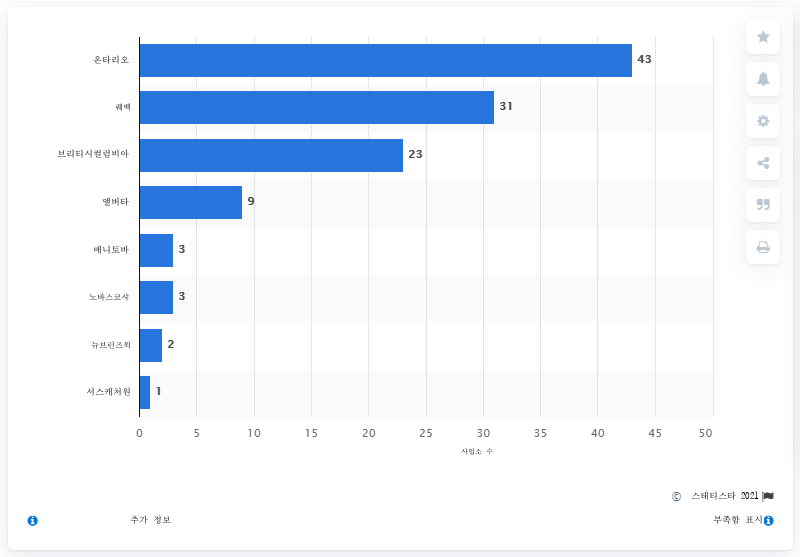 온타리오 43
퀘백 31
브리티시컬럼비아 23
앨버타 9
매니토바 3
노바스코샤 3
뉴브런즈윅 2
서스캐처원 1
0 5 10 15 20 25 30 35 40 45 50
사업소 수
© 스태티스타 2021
추가 정보 부족함 표시